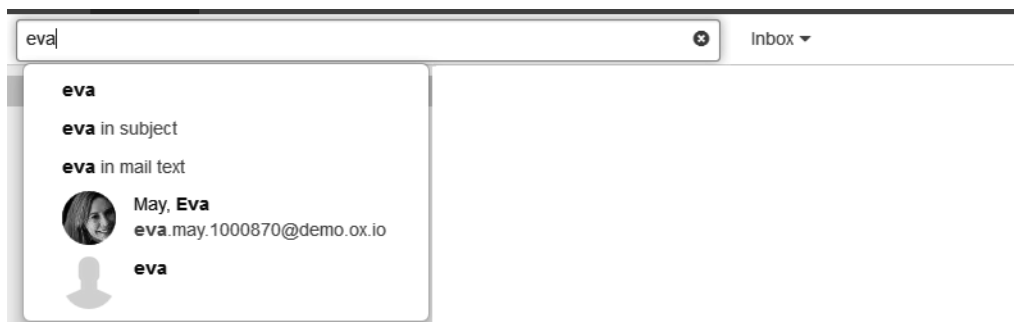 eva
Inbox
eva
eva in subject
eva in mail text
May, Eva
eva.may.1000870@demo.ox.io
eva